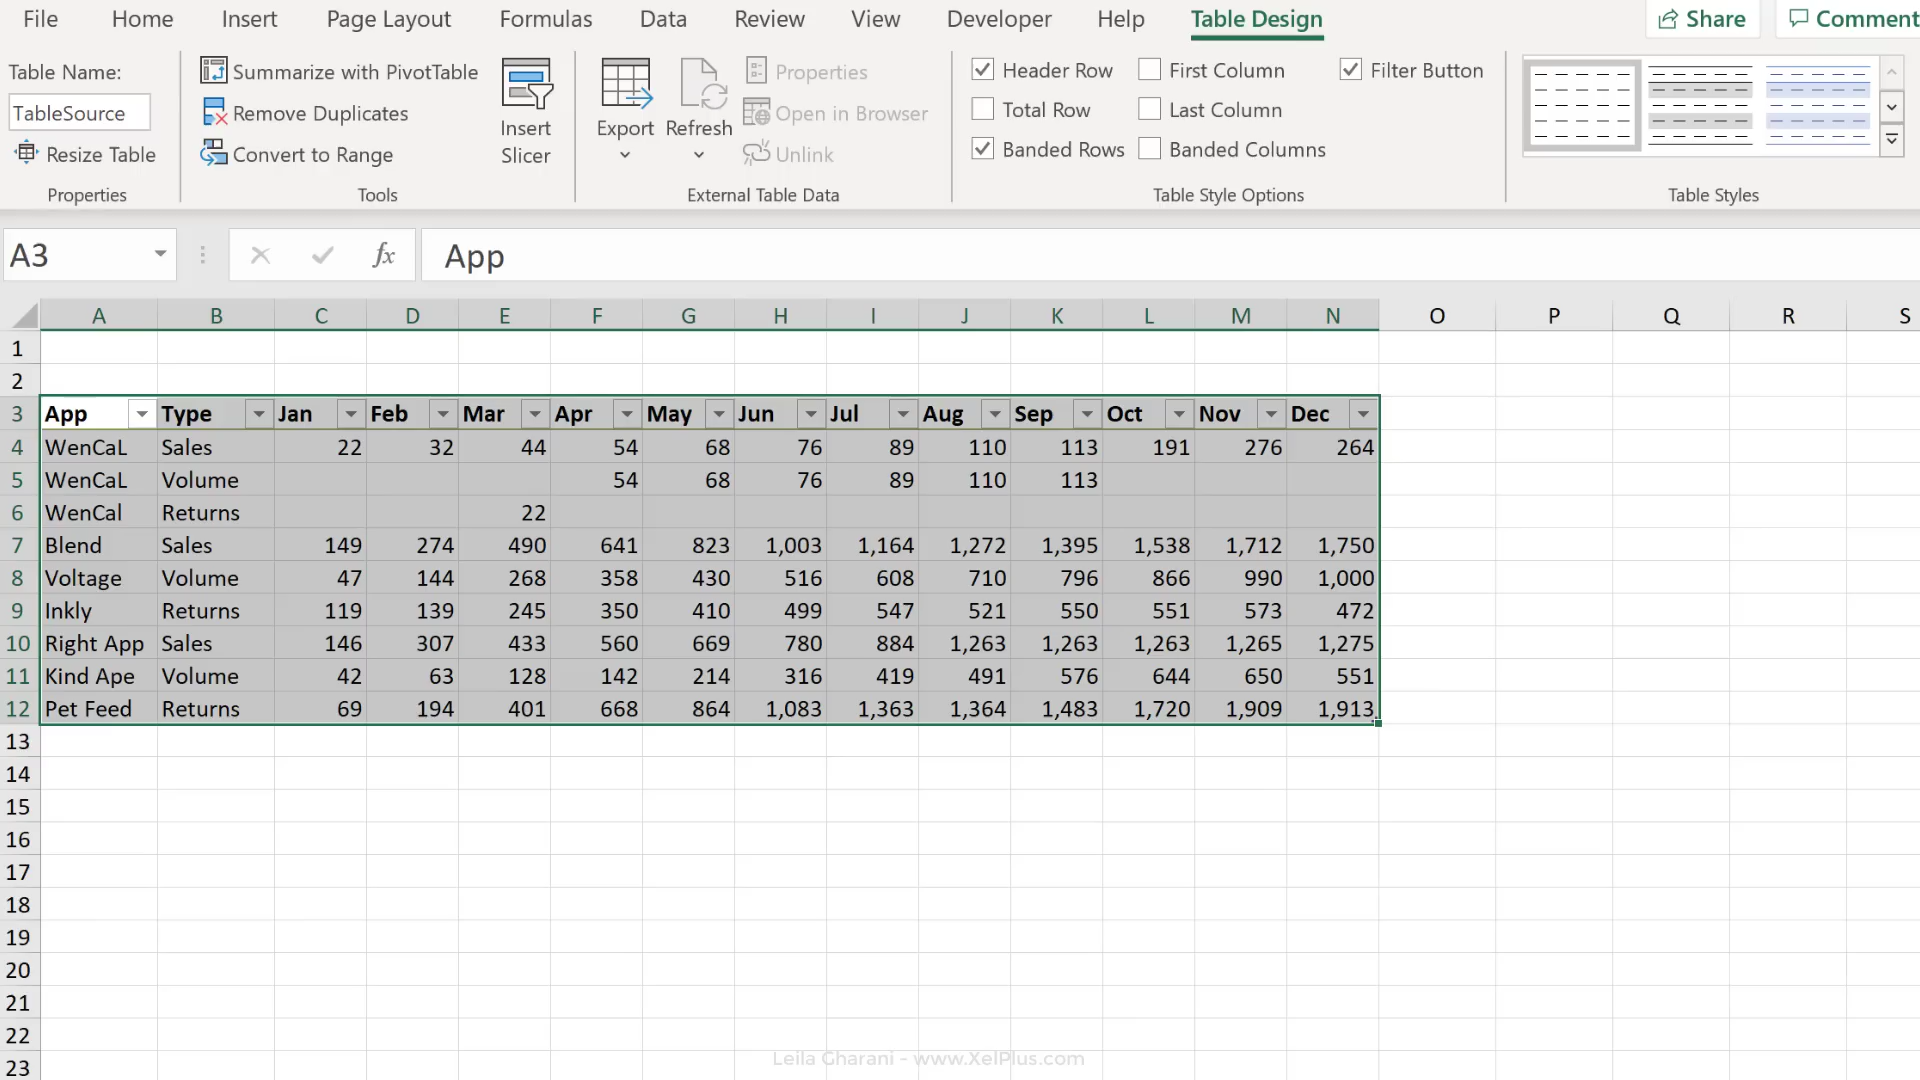 File Home Insert Page Layout Formulas Data Review View Developer Help Table Design Share Comment
Table Name:
TableSource
Resize Table
Properties
Summarize with PivotTable
Remove Duplicates
Convert to Range
Tools
Insert
Slicer
Export
Refresh
Properties
Open in Browser
Unlink
External Table Data
Header Row First Column Filter Button
Total Row Last Column
Banded Rows Banded Columns
Table Style Options
Table Styles
A3 fx App
A B C D E F G H I J K L M N O P Q R S
1
2
3 App Type Jan Feb Mar Apr May Jun Jul Aug Sep Oct Nov Dec
4 WenCaL Sales 22 32 44 54 68 76 89 110 113 191 276 264
5 WenCaL Volume 54 68 76 89 110 113
6 WenCal Returns 22
7 Blend Sales 149 274 490 641 823 1,003 1,164 1,272 1,395 1,538 1,712 1,750
8 Voltage Volume 47 144 268 358 430 516 608 710 796 866 990 1,000
9 Inkly Returns 119 139 245 350 410 499 547 521 550 551 573 472
10 Right App Sales 146 307 433 560 669 780 884 1,263 1,263 1,263 1,265 1,275
11 Kind Ape Volume 42 63 128 142 214 316 419 491 576 644 650 551
12 Pet Feed Returns 69 194 401 668 864 1,083 1,363 1,364 1,483 1,720 1,909 1,913
13
14
15
16
17
18
19
20
21
22
23
Leila Gharani - www.XelPlus.com